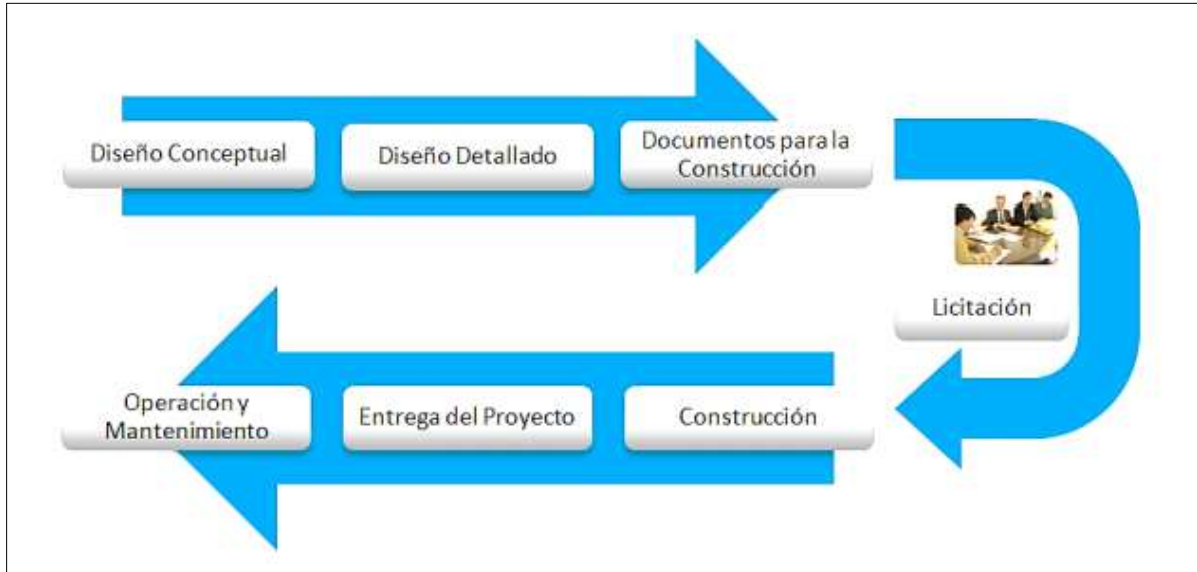 Diseño Conceptual
Diseño Detallado
Documentos para la
Construcción
Licitación
Construcción
Entrega del Proyecto
Operación y
Mantenimiento